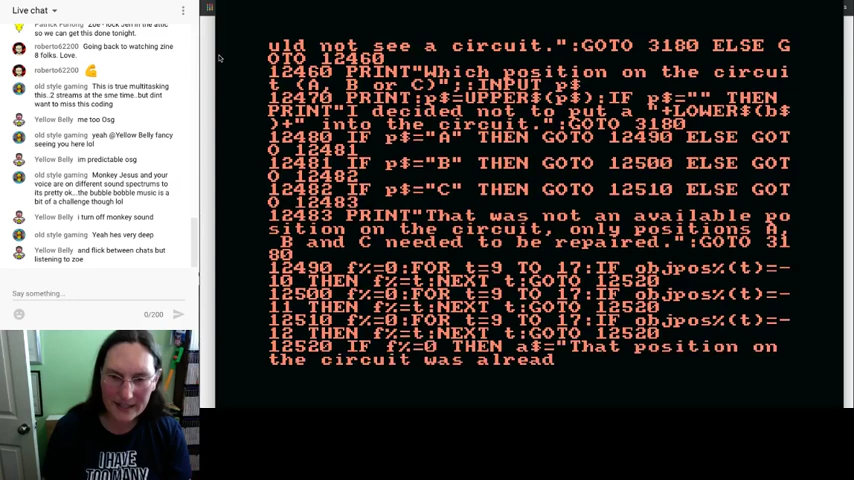 Live chat
Patrick Furlong Zoe - lock Jen in the attic
so we can get this done tonight.
roberto62200 Going back to watching zine
8 folks. Love.
roberto62200
old style gaming This is true multitasking
this..2 streams at the sme time..but dint
want to miss this coding
Yellow Belly me too Osg
old style gaming yeah @Yellow Belly fancy
seeing you here lol
Yellow Belly im predictable osg
old style gaming Monkey Jesus and your
voice are on different sound spectrums to
its pretty ok...the bubble bobble music is a
bit of a challenge though lol
Yellow Belly i turn off monkey sound
old style gaming Yeah hes very deep
Yellow Belly and flick between chats but
listening to zoe
Say something...
0/200
uld not see a circuit.":GOTO 3180 ELSE G
OTO 12460
12460 PRINT"Which position on the circui
t (A, B or C)";:INPUT p$
12470 PRINT:p$=UPPER$(p$):IF p$="" THEN
PRINT"I decided not to put a "+LOWER$(b$
)+" into the circuit.":GOTO 3180
12480 IF p$="A" THEN GOTO 12490 ELSE GOT
O 12481
12481 IF p$="B" THEN GOTO 12500 ELSE GOT
O 12482
12482 IF p$="C" THEN GOTO 12510 ELSE GOT
O 12483
12483 PRINT"That was not an available po
sition on the circuit, only positions A,
B and C needed to be repaired.":GOTO 31
80
12490 f%=0:FOR t=9 TO 17:IF objpos%(t)=-
10 THEN f%=t:NEXT t:GOTO 12520
12500 f%=0:FOR t=9 TO 17:IF objpos%(t)=-
11 THEN f%=t:NEXT t:GOTO 12520
12510 f%=0:FOR t=9 TO 17:IF objpos%(t)=-
12 THEN f%=t:NEXT t:GOTO 12520
12520 IF f%=0 THEN a$="That position on
the circuit was alread
I HAVE
TOO MANY